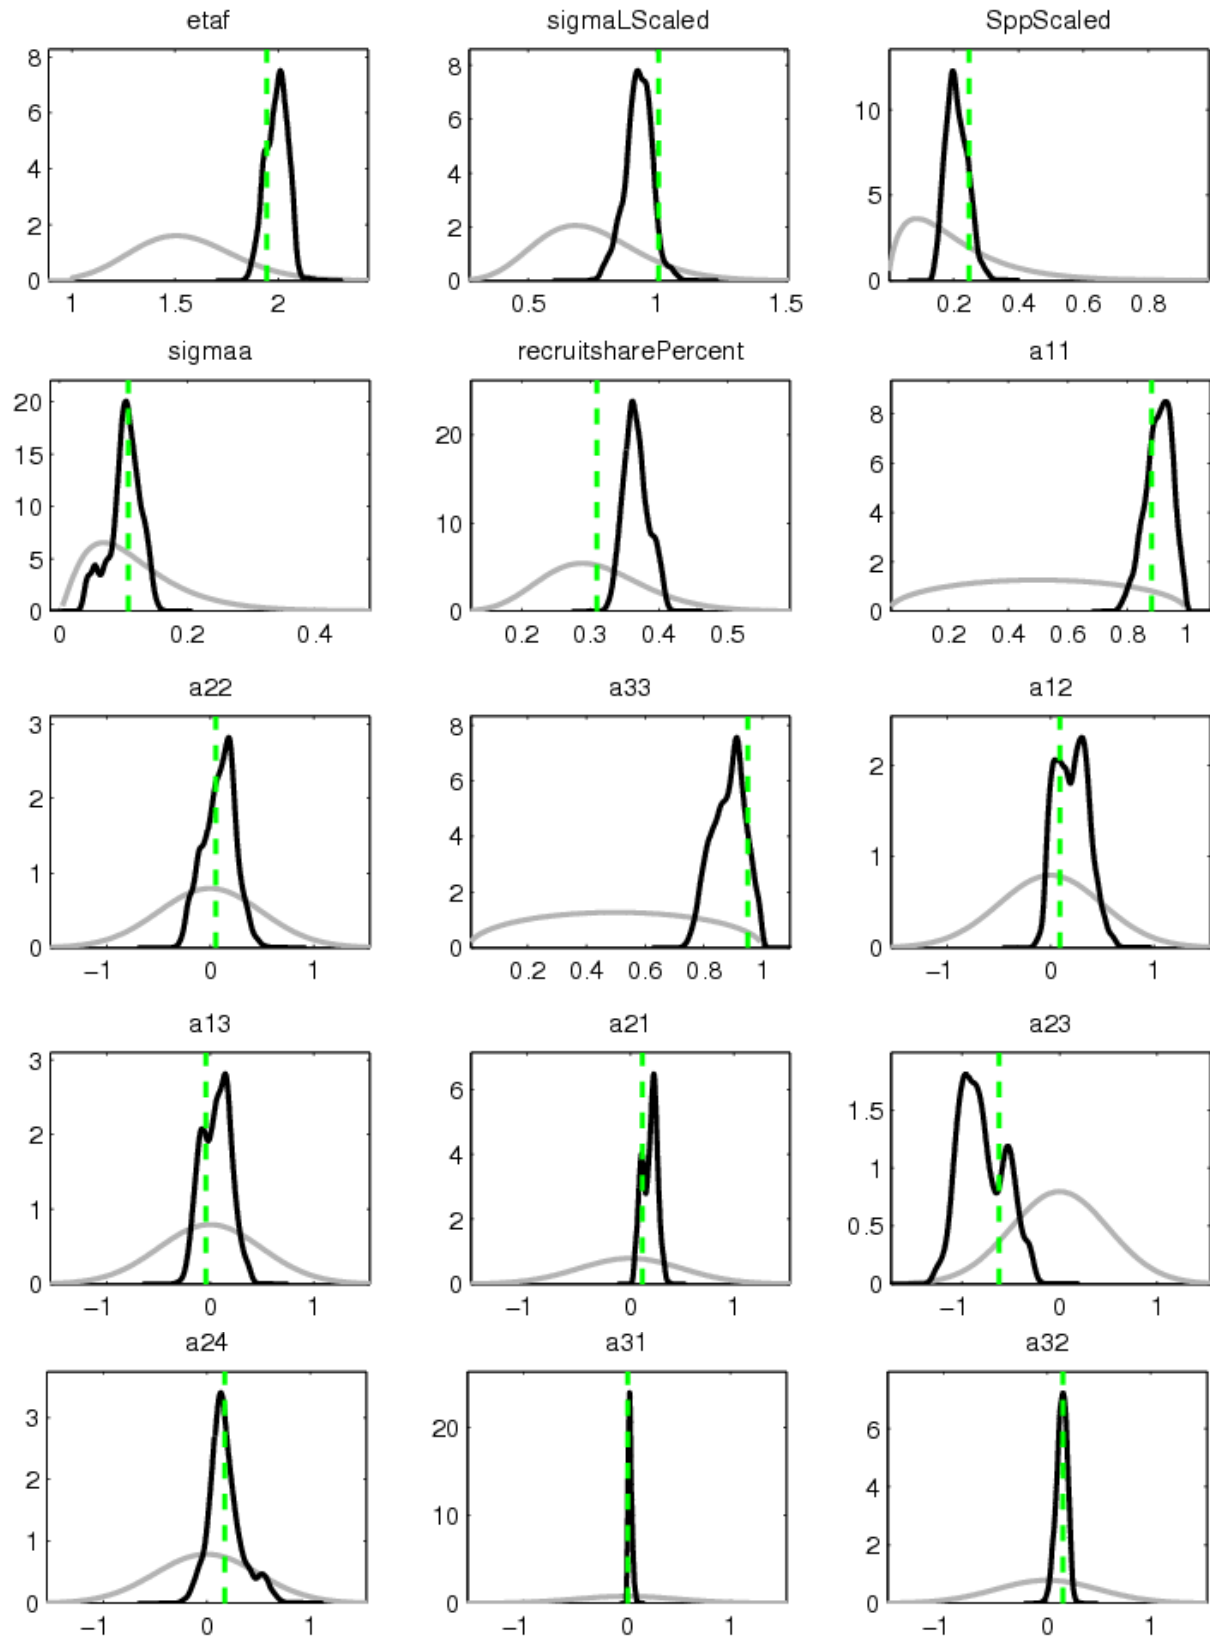 etaf sigmaLScaled SppScaled
8 8
6 6 10
4 4
5
2 2
0 0 0
1 1.5 2 0.5 1 1.5 0.2 0.4 0.6 0.8
sigmaa recruitsharePercent a11
20 20 8
15 6
10 10 4
5 2
0 0 0
0 0.2 0.4 0.2 0.3 0.4 0.5 0.2 0.4 0.6 0.8 1
a22 a33 a12
3 8
2 6 2
4
1 2 1
0 0 0
−1 0 1 0.2 0.4 0.6 0.8 1 −1 0 1
a13 a21 a23
3 6 1.5
2 4 1
1 2 0.5
0 0 0
−1 0 1 −1 0 1 −1 0 1
a24 a31 a32
3 20 6
2 4
1 10 2
0 0 0
−1 0 1 −1 0 1 −1 0 1